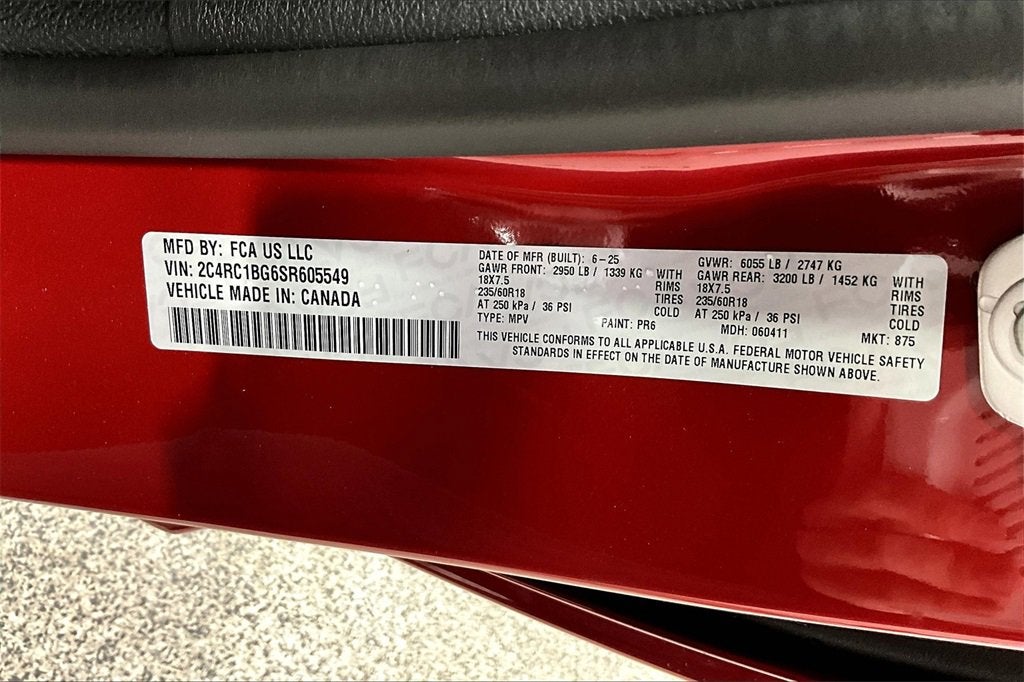 MFD BY: FCA US LLC
VIN: 2C4RC1BG6SR605549
VEHICLE MADE IN: CANADA
DATE OF MFR (BUILT): 6-25
GAWR FRONT: 2950 LB / 1339 KG WITH
18X7.5 RIMS
235/60R18 TIRES
AT 250 kPa / 36 PSI COLD
TYPE: MPV PAINT: PR6
GVWR: 6055 LB / 2747 KG
GAWR REAR: 3200 LB / 1452 KG WITH
18X7.5 RIMS
235/60R18 TIRES
AT 250 kPa / 36 PSI COLD
MDH: 060411 MKT: 875
THIS VEHICLE CONFORMS TO ALL APPLICABLE U.S.A. FEDERAL MOTOR VEHICLE SAFETY
STANDARDS IN EFFECT ON THE DATE OF MANUFACTURE SHOWN ABOVE.